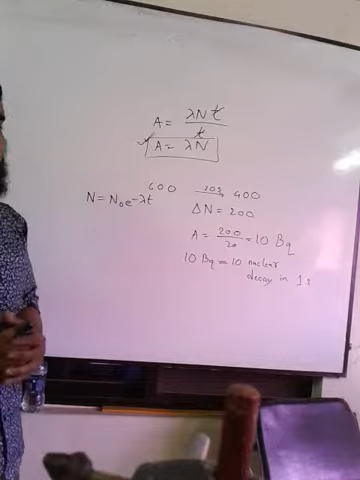 A = λNt/t
A = λN
N = N₀e-λt
600 20s→ 400
ΔN = 200
A = 200/20 = 10 Bq
10 Bq = 10 nuclear
decay in 1s